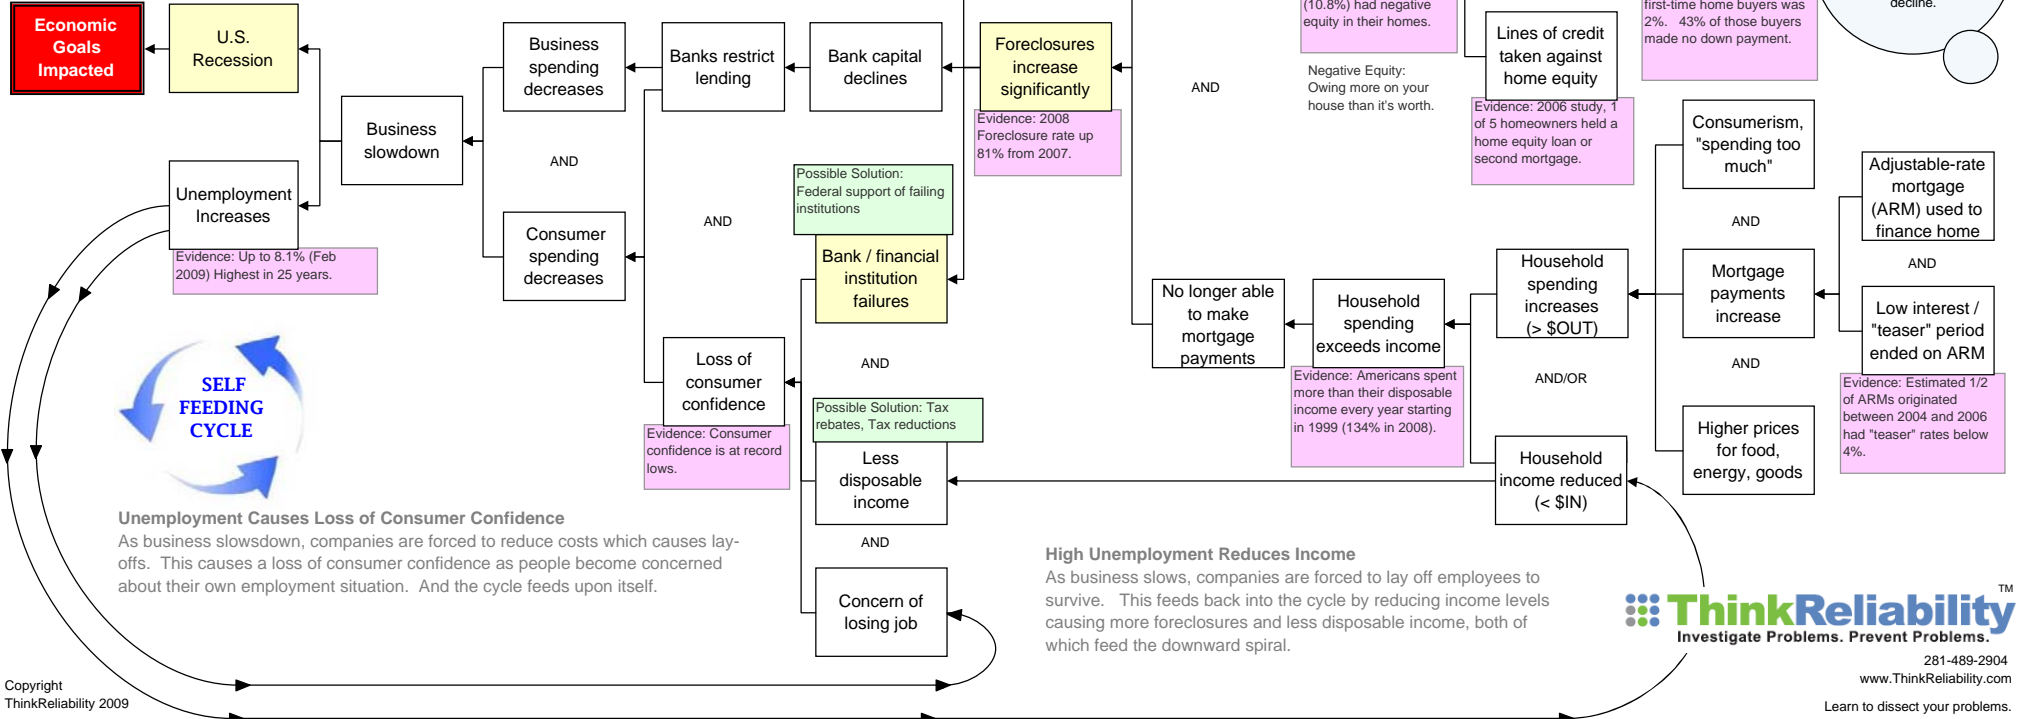 Economic
Goals
Impacted
U.S.
Recession
Business
spending
decreases
Banks restrict
lending
Bank capital
declines
Foreclosures
increase
significantly
Evidence: 2008
Foreclosure rate up
81% from 2007.
AND
(10.8%) had negative
equity in their homes.
Negative Equity:
Owing more on your
house than it's worth.
Lines of credit
taken against
home equity
Evidence: 2006 study, 1
of 5 homeowners held a
home equity loan or
second mortgage.
first-time home buyers was
2%. 43% of those buyers
made no down payment.
decline.
Business
slowdown
AND
Unemployment
Increases
Evidence: Up to 8.1% (Feb
2009) Highest in 25 years.
Consumer
spending
decreases
AND
Possible Solution:
Federal support of failing
institutions
Bank / financial
institution
failures
AND
Loss of
consumer
confidence
Evidence: Consumer
confidence is at record
lows.
Possible Solution: Tax
rebates, Tax reductions
Less
disposable
income
AND
Concern of
losing job
No longer able
to make
mortgage
payments
Household
spending
exceeds income
Evidence: Americans spent
more than their disposable
income every year starting
in 1999 (134% in 2008).
Household
spending
increases
(> $OUT)
AND/OR
Household
income reduced
(< $IN)
Consumerism,
"spending too
much"
AND
Mortgage
payments
increase
AND
Higher prices
for food,
energy, goods
Adjustable-rate
mortgage
(ARM) used to
finance home
AND
Low interest /
"teaser" period
ended on ARM
Evidence: Estimated 1/2
of ARMs originated
between 2004 and 2006
had "teaser" rates below
4%.
SELF
FEEDING
CYCLE
Unemployment Causes Loss of Consumer Confidence
As business slowsdown, companies are forced to reduce costs which causes lay-
offs. This causes a loss of consumer confidence as people become concerned
about their own employment situation. And the cycle feeds upon itself.
High Unemployment Reduces Income
As business slows, companies are forced to lay off employees to
survive. This feeds back into the cycle by reducing income levels
causing more foreclosures and less disposable income, both of
which feed the downward spiral.
ThinkReliability TM
Investigate Problems. Prevent Problems.
281-489-2904
www.ThinkReliability.com
Learn to dissect your problems.
Copyright
ThinkReliability 2009